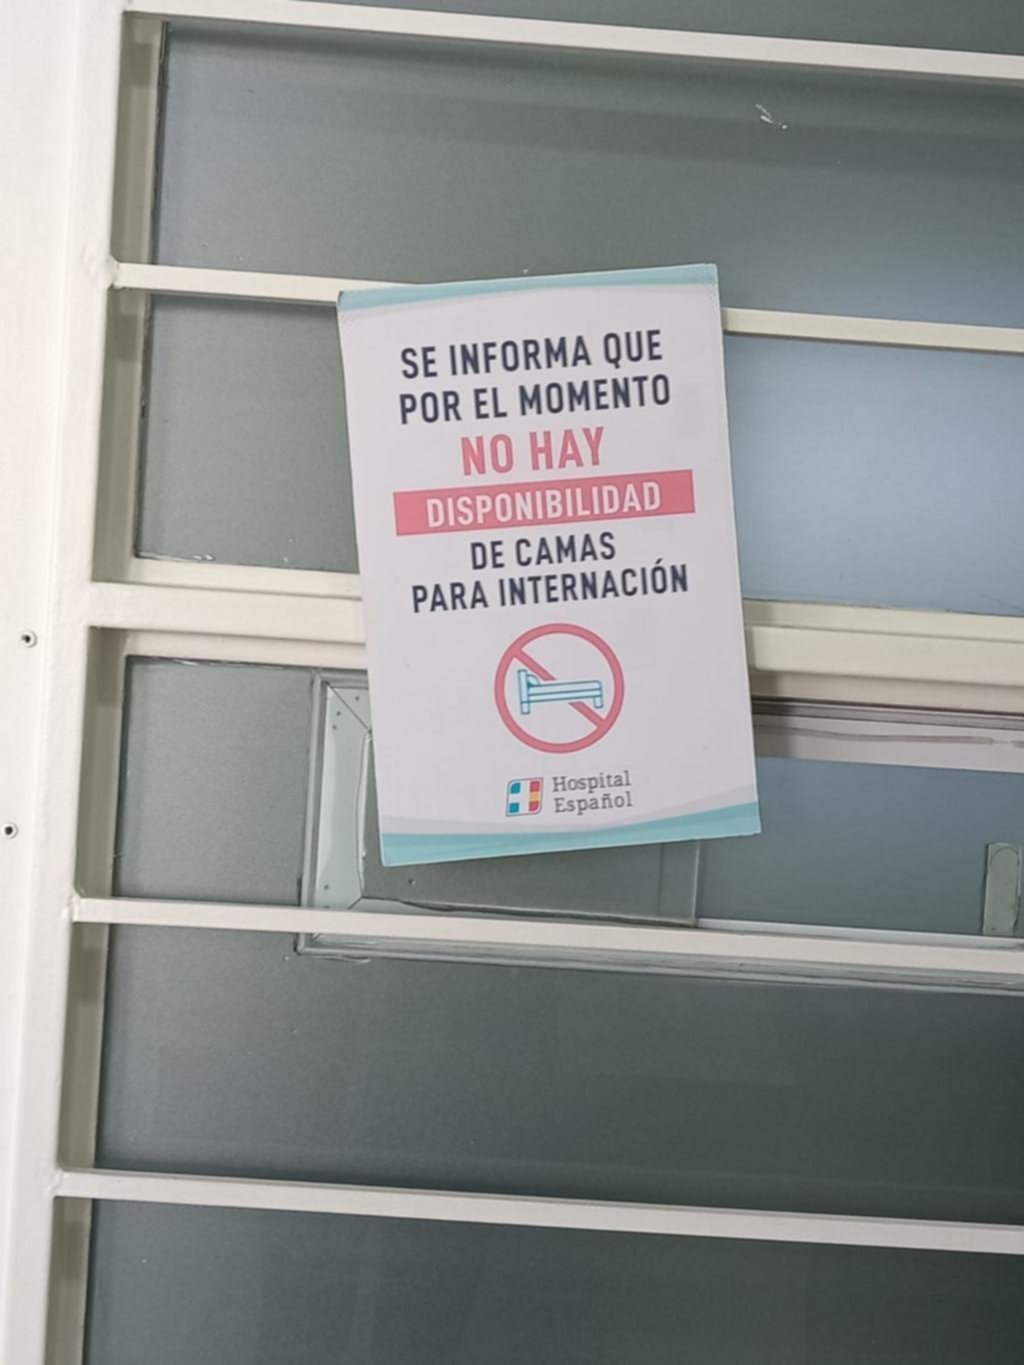 SE INFORMA QUE
POR EL MOMENTO
NO HAY
DISPONIBILIDAD
DE CAMAS
PARA INTERNACIÓN
Hospital
Español